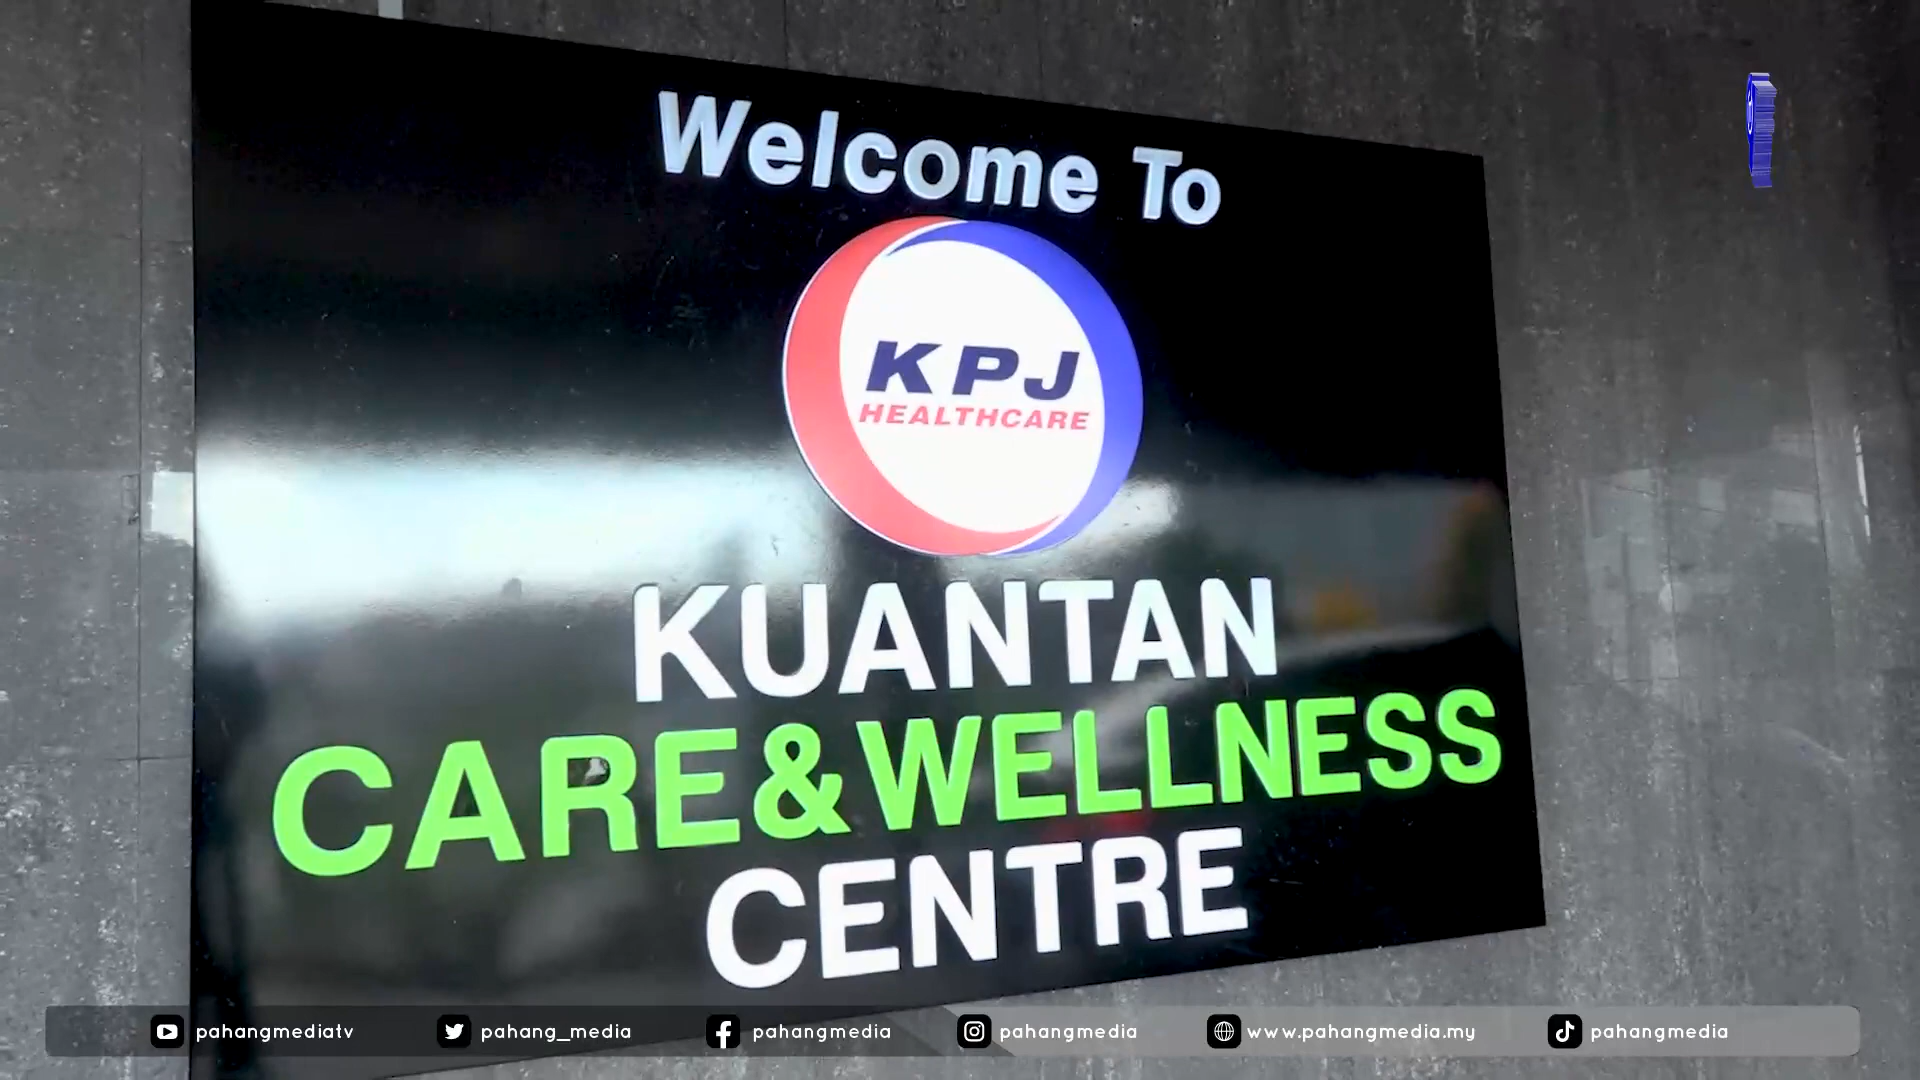 Welcome To
KPJ
HEALTHCARE
KUANTAN
CARE&WELLNESS
CENTRE
pahangmediatv
pahang_media
pahangmedia
pahangmedia
www.pahangmedia.my
pahangmedia